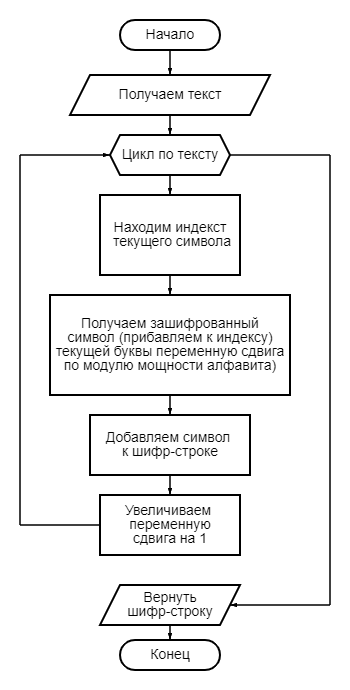 Начало
Получаем текст
Цикл по тексту
Находим индекст
текущего символа
Получаем зашифрованный
символ (прибавляем к индексу)
текущей буквы переменную сдвига
по модулю мощности алфавита)
Добавляем символ
к шифр-строке
Увеличиваем
переменную
сдвига на 1
Вернуть
шифр-строку
Конец